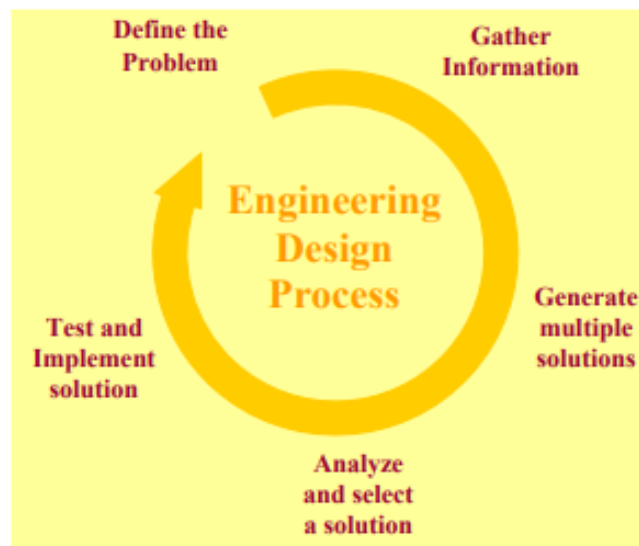 Define the
Problem
Gather
Information
Engineering
Design
Process
Generate
multiple
solutions
Analyze
and select
a solution
Test and
Implement
solution